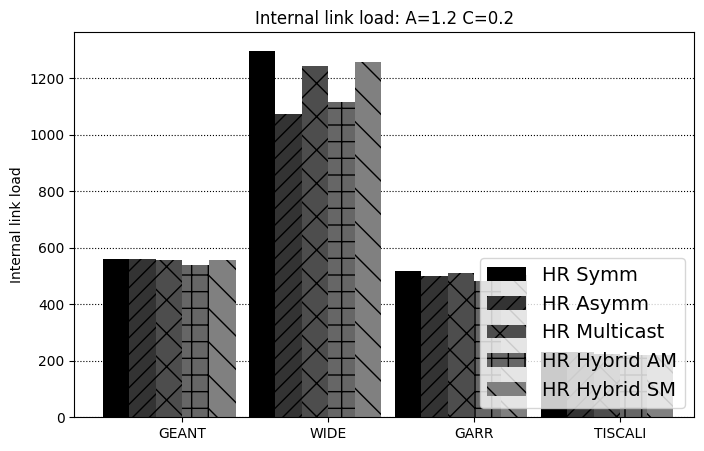 Internal link load: A=1.2 C=0.2
Internal link load
1200
1000
800
600
400
200
0
GEANT
WIDE
GARR
TISCALI
HR Symm
HR Asymm
HR Multicast
HR Hybrid AM
HR Hybrid SM